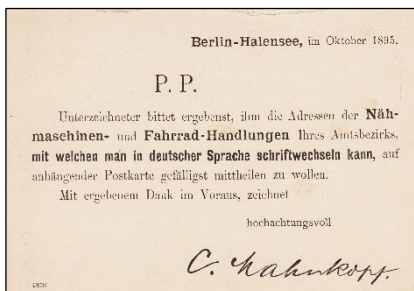 Berlin-Halensee, im Oktober 1895.
P. P.
Unterzeichneter bittet ergebenst, ihm die Adressen der Näh-
maschinen- und Fahrrad-Handlungen Ihres Amtsbezirks,
mit welchen man in deutscher Sprache schriftwechseln kann, auf
anhängender Postkarte gefälligst mittheilen zu wollen.
Mit ergebenem Dank im Voraus, zeichnet
hochachtungsvoll
C. Mahnkopf.